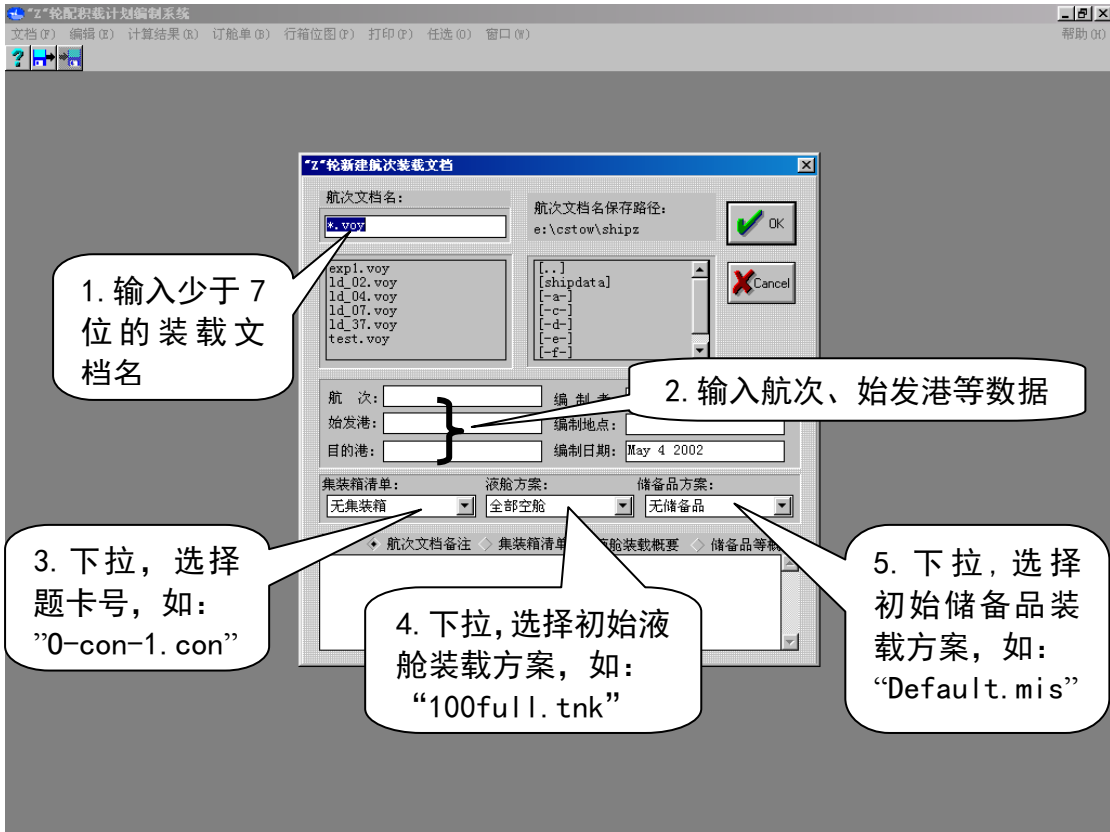 "Z"轮配积载计划编制系统
文档(F) 编辑(E) 计算结果(R) 订舱单(B) 行箱位图(P) 打印(P) 任选(O) 窗口(W) 帮助(H)
"Z"轮新建航次装载文档
航次文档名:
*.voy
航次文档名保存路径:
e:\cstow\shipz
OK
Cancel
exp1.voy
ld_02.voy
ld_04.voy
ld_07.voy
ld_37.voy
test.voy
[..]
[shipdata]
[-a-]
[-c-]
[-d-]
[-e-]
[-f-]
1. 输入少于 7
位的装载文
档名
2. 输入航次、始发港等数据
航 次:
编 制 者
始发港:
编制地点:
目的港:
编制日期: May 4 2002
集装箱清单:
液舱方案:
储备品方案:
无集装箱
全部空舱
无储备品
航次文档备注
集装箱清单
舱装载概要
储备品等概
3. 下拉，选择
题卡号，如:
"0-con-1.con"
4. 下拉,选择初始液
舱装载方案，如:
"100full.tnk"
5. 下拉, 选择
初始储备品装
载方案，如:
"Default.mis"